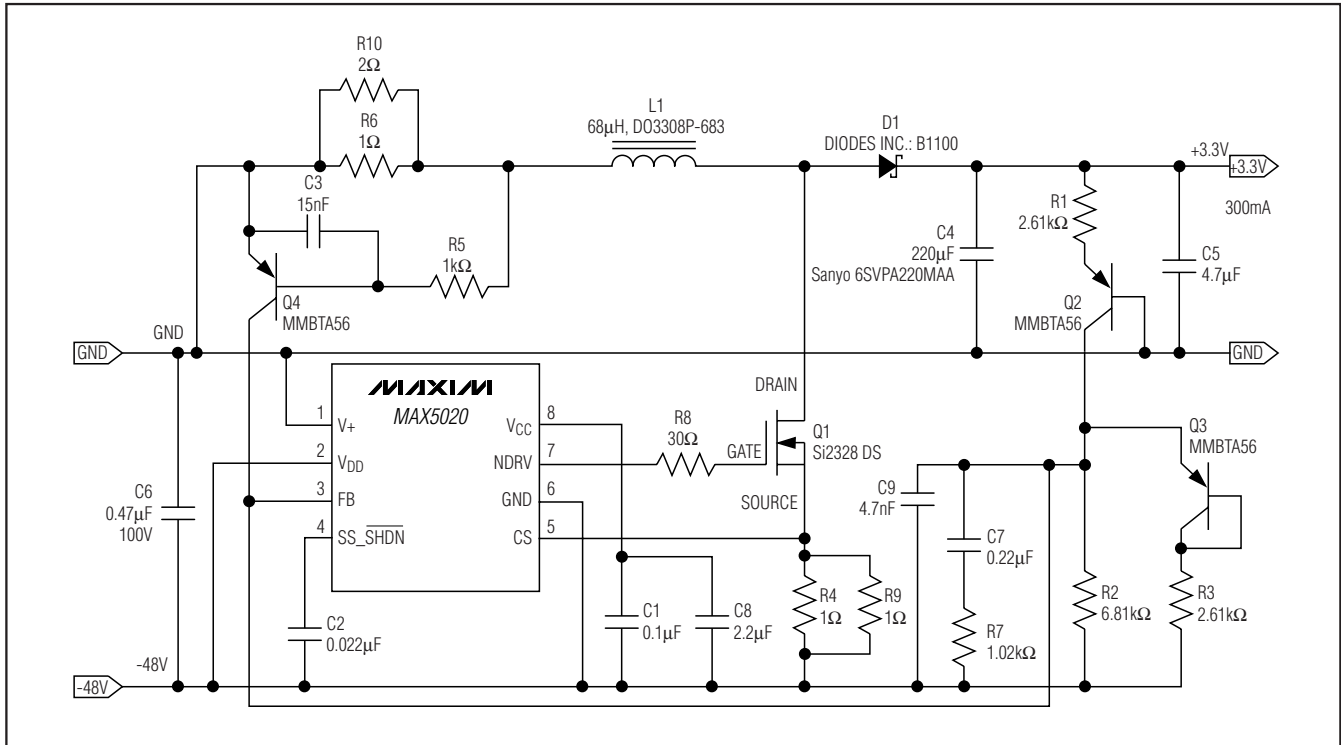 R10
2Ω
R6
1Ω
L1
68μH, DO3308P-683
D1
DIODES INC.: B1100
+3.3V
+3.3V
300mA
C3
15nF
R5
1kΩ
Q4
MMBTA56
R1
2.61kΩ
C4
220μF
Sanyo 6SVPA220MAA
C5
4.7μF
Q2
MMBTA56
GND
GND
GND
MAXIM
MAX5020
1
V+
2
VDD
3
FB
4
SS_SHDN
8
VCC
7
NDRV
6
GND
5
CS
R8
30Ω
DRAIN
GATE
SOURCE
Q1
Si2328 DS
Q3
MMBTA56
C6
0.47μF
100V
C9
4.7nF
C7
0.22μF
C2
0.022μF
C1
0.1μF
C8
2.2μF
R4
1Ω
R9
1Ω
R7
1.02kΩ
R2
6.81kΩ
R3
2.61kΩ
-48V
-48V